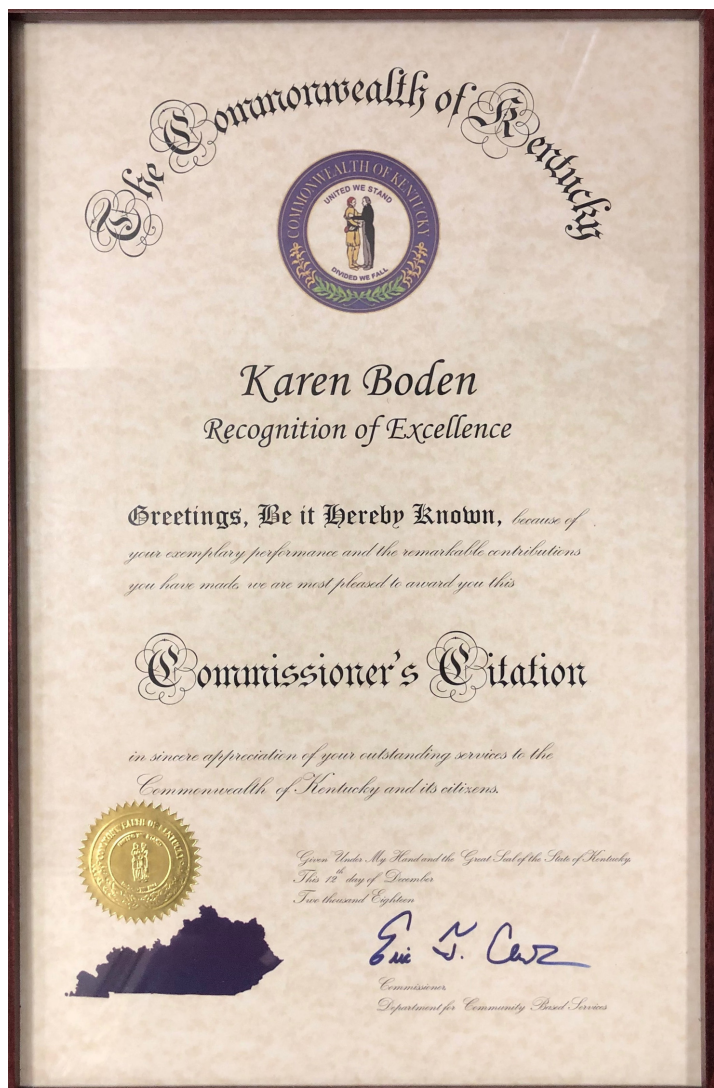 The Commonwealth of Kentucky
COMMONWEALTH OF KENTUCKY
UNITED WE STAND
DIVIDED WE FALL
Karen Boden
Recognition of Excellence
Greetings, Be it Hereby Known, because of
your exemplary performance and the remarkable contributions
you have made, we are most pleased to award you this
Commissioner's Citation
in sincere appreciation of your outstanding services to the
Commonwealth of Kentucky and its citizens.
COMMONWEALTH OF KENTUCKY
Given Under My Hand and the Great Seal of the State of Kentucky,
This 12th day of December
Two thousand Eighteen
Eric T.
Commissioner
Department for Community Based Services